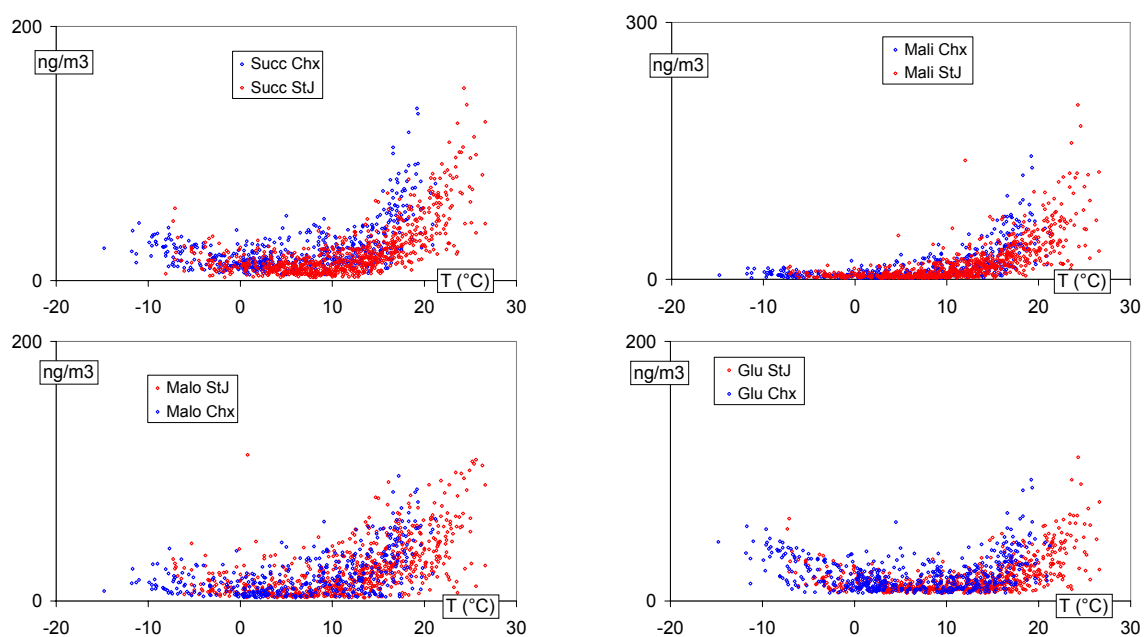 200
ng/m3
Succ Chx
Succ StJ
0
T (°C)
-20 -10 0 10 20 30
300
ng/m3
Mali Chx
Mali StJ
0
T (°C)
-20 -10 0 10 20 30
200
ng/m3
Malo StJ
Malo Chx
0
T (°C)
-20 -10 0 10 20 30
200
ng/m3
Glu StJ
Glu Chx
0
T (°C)
-20 -10 0 10 20 30